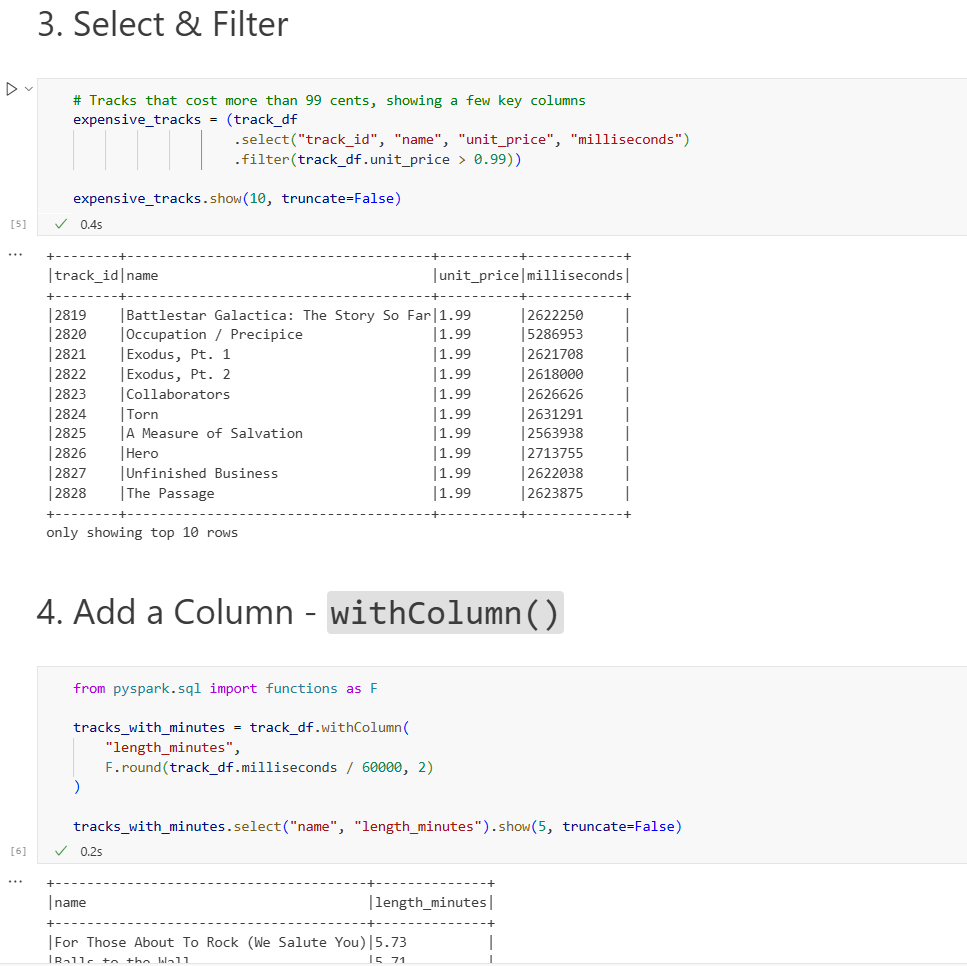 3. Select & Filter
# Tracks that cost more than 99 cents, showing a few key columns
expensive_tracks = (track_df
.select("track_id", "name", "unit_price", "milliseconds")
.filter(track_df.unit_price > 0.99))
expensive_tracks.show(10, truncate=False)
[5] ✓ 0.4s
... +--------+--------------------------------------+----------+------------+
|track_id|name                                  |unit_price|milliseconds|
+--------+--------------------------------------+----------+------------+
|2819    |Battlestar Galactica: The Story So Far|1.99      |2622250     |
|2820    |Occupation / Precipice                |1.99      |5286953     |
|2821    |Exodus, Pt. 1                         |1.99      |2621708     |
|2822    |Exodus, Pt. 2                         |1.99      |2618000     |
|2823    |Collaborators                         |1.99      |2626626     |
|2824    |Torn                                  |1.99      |2631291     |
|2825    |A Measure of Salvation                |1.99      |2563938     |
|2826    |Hero                                  |1.99      |2713755     |
|2827    |Unfinished Business                   |1.99      |2622038     |
|2828    |The Passage                           |1.99      |2623875     |
+--------+--------------------------------------+----------+------------+
only showing top 10 rows
4. Add a Column - withColumn()
from pyspark.sql import functions as F
tracks_with_minutes = track_df.withColumn(
"length_minutes",
F.round(track_df.milliseconds / 60000, 2)
)
tracks_with_minutes.select("name", "length_minutes").show(5, truncate=False)
[6] ✓ 0.2s
... +---------------------------------------+--------------+
|name                                   |length_minutes|
+---------------------------------------+--------------+
|For Those About To Rock (We Salute You)|5.73          |
|Balls to the Wall                      |5.71          |